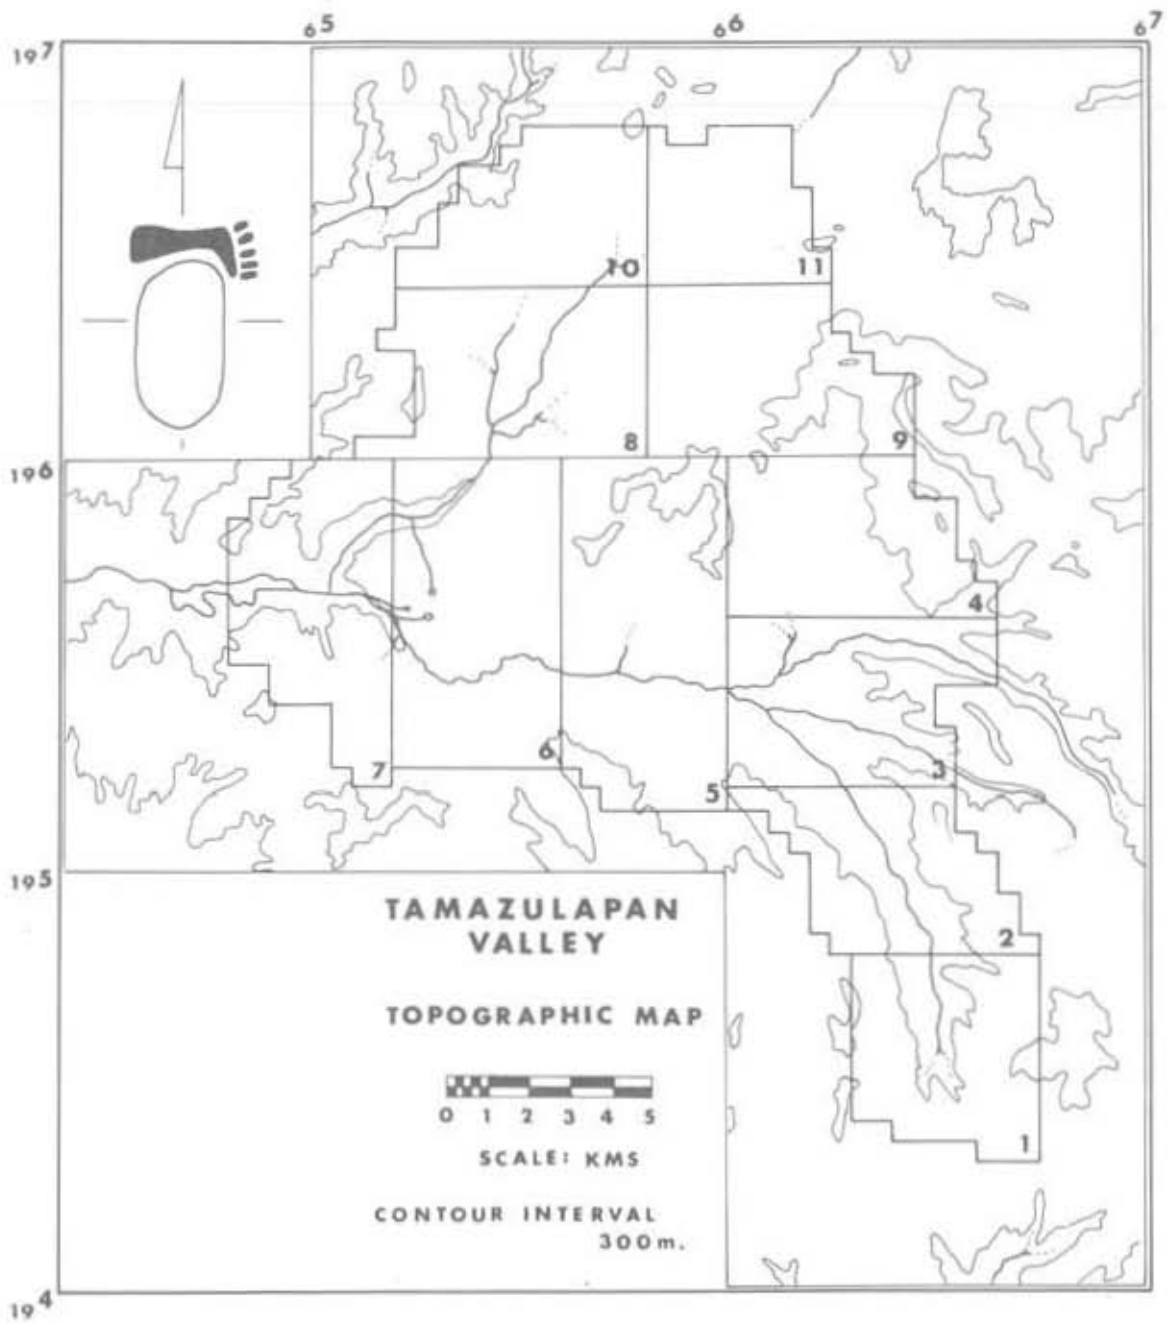 65 66 67
197
10 11
8 9
196
4
6 3
7 5
195
TAMAZULAPAN
VALLEY
2
TOPOGRAPHIC MAP
0 1 2 3 4 5
1
SCALE: KMS
CONTOUR INTERVAL
300m.
194